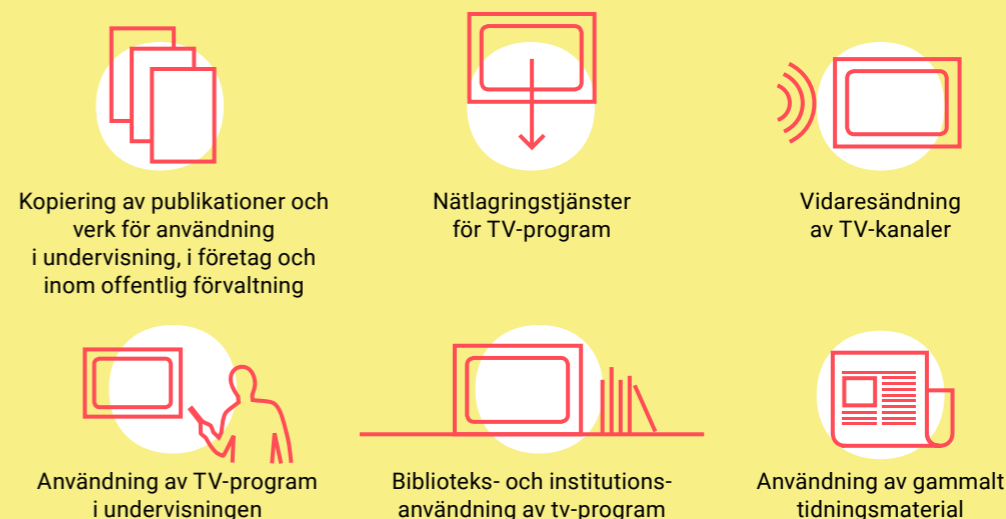 Kopiering av publikationer och
verk för användning
i undervisning, i företag och
inom offentlig förvaltning
Nätlagringstjänster
för TV-program
Vidaresändning
av TV-kanaler
Användning av TV-program
i undervisningen
Biblioteks- och institutions-
användning av tv-program
Användning av gammalt
tidningsmaterial